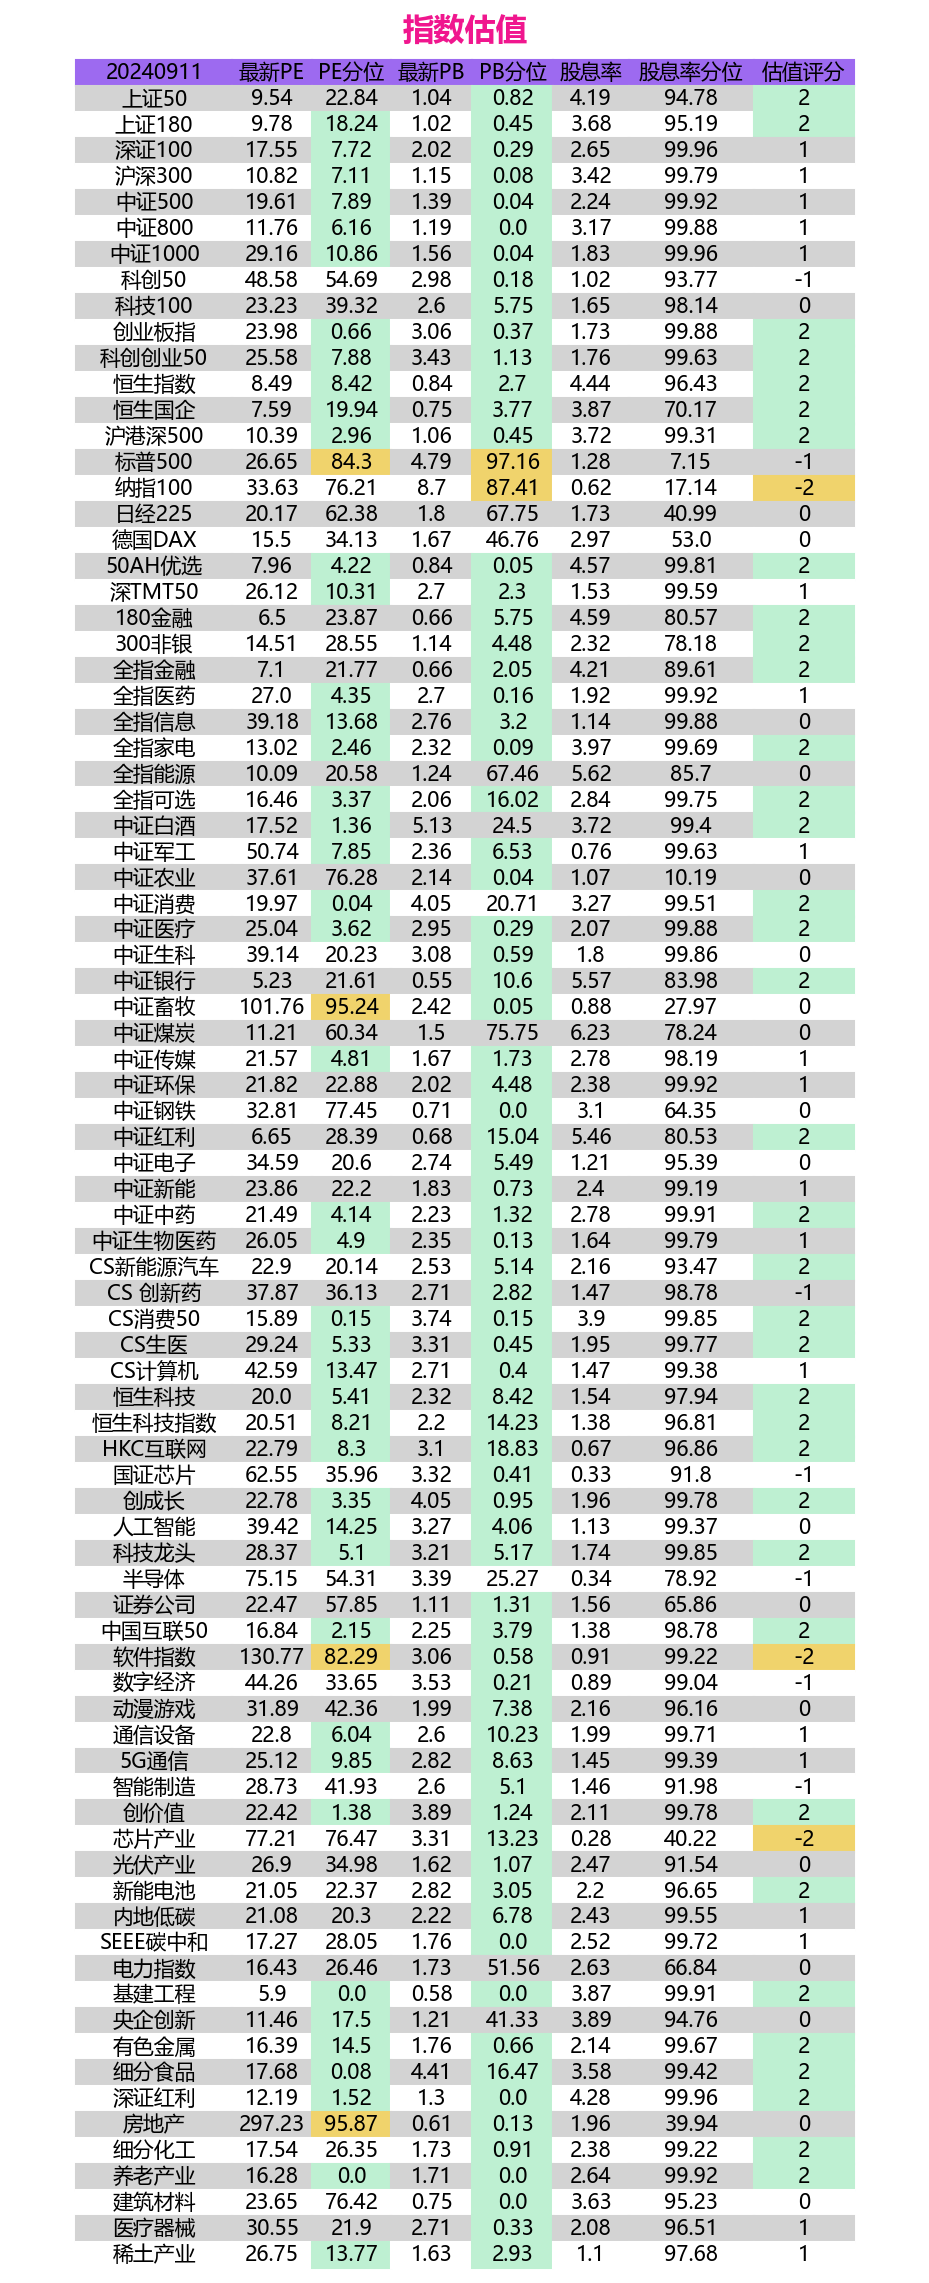 指数估值
20240911 最新PE PE分位 最新PB PB分位 股息率 股息率分位 估值评分
上证50 9.54 22.84 1.04 0.82 4.19 94.78 2
上证180 9.78 18.24 1.02 0.45 3.68 95.19 2
深证100 17.55 7.72 2.02 0.29 2.65 99.96 1
沪深300 10.82 7.11 1.15 0.08 3.42 99.79 1
中证500 19.61 7.89 1.39 0.04 2.24 99.92 1
中证800 11.76 6.16 1.19 0.0 3.17 99.88 1
中证1000 29.16 10.86 1.56 0.04 1.83 99.96 1
科创50 48.58 54.69 2.98 0.18 1.02 93.77 -1
科技100 23.23 39.32 2.6 5.75 1.65 98.14 0
创业板指 23.98 0.66 3.06 0.37 1.73 99.88 2
科创创业50 25.58 7.88 3.43 1.13 1.76 99.63 2
恒生指数 8.49 8.42 0.84 2.7 4.44 96.43 2
恒生国企 7.59 19.94 0.75 3.77 3.87 70.17 2
沪港深500 10.39 2.96 1.06 0.45 3.72 99.31 2
标普500 26.65 84.3 4.79 97.16 1.28 7.15 -1
纳指100 33.63 76.21 8.7 87.41 0.62 17.14 -2
日经225 20.17 62.38 1.8 67.75 1.73 40.99 0
德国DAX 15.5 34.13 1.67 46.76 2.97 53.0 0
50AH优选 7.96 4.22 0.84 0.05 4.57 99.81 2
深TMT50 26.12 10.31 2.7 2.3 1.53 99.59 1
180金融 6.5 23.87 0.66 5.75 4.59 80.57 2
300非银 14.51 28.55 1.14 4.48 2.32 78.18 2
全指金融 7.1 21.77 0.66 2.05 4.21 89.61 2
全指医药 27.0 4.35 2.7 0.16 1.92 99.92 1
全指信息 39.18 13.68 2.76 3.2 1.14 99.88 0
全指家电 13.02 2.46 2.32 0.09 3.97 99.69 2
全指能源 10.09 20.58 1.24 67.46 5.62 85.7 0
全指可选 16.46 3.37 2.06 16.02 2.84 99.75 2
中证白酒 17.52 1.36 5.13 24.5 3.72 99.4 2
中证军工 50.74 7.85 2.36 6.53 0.76 99.63 1
中证农业 37.61 76.28 2.14 0.04 1.07 10.19 0
中证消费 19.97 0.04 4.05 20.71 3.27 99.51 2
中证医疗 25.04 3.62 2.95 0.29 2.07 99.88 2
中证生科 39.14 20.23 3.08 0.59 1.8 99.86 0
中证银行 5.23 21.61 0.55 10.6 5.57 83.98 2
中证畜牧 101.76 95.24 2.42 0.05 0.88 27.97 0
中证煤炭 11.21 60.34 1.5 75.75 6.23 78.24 0
中证传媒 21.57 4.81 1.67 1.73 2.78 98.19 1
中证环保 21.82 22.88 2.02 4.48 2.38 99.92 1
中证钢铁 32.81 77.45 0.71 0.0 3.1 64.35 0
中证红利 6.65 28.39 0.68 15.04 5.46 80.53 2
中证电子 34.59 20.6 2.74 5.49 1.21 95.39 0
中证新能 23.86 22.2 1.83 0.73 2.4 99.19 1
中证中药 21.49 4.14 2.23 1.32 2.78 99.91 2
中证生物医药 26.05 4.9 2.35 0.13 1.64 99.79 1
CS新能源汽车 22.9 20.14 2.53 5.14 2.16 93.47 2
CS 创新药 37.87 36.13 2.71 2.82 1.47 98.78 -1
CS消费50 15.89 0.15 3.74 0.15 3.9 99.85 2
CS生医 29.24 5.33 3.31 0.45 1.95 99.77 2
CS计算机 42.59 13.47 2.71 0.4 1.47 99.38 1
恒生科技 20.0 5.41 2.32 8.42 1.54 97.94 2
恒生科技指数 20.51 8.21 2.2 14.23 1.38 96.81 2
HKC互联网 22.79 8.3 3.1 18.83 0.67 96.86 2
国证芯片 62.55 35.96 3.32 0.41 0.33 91.8 -1
创成长 22.78 3.35 4.05 0.95 1.96 99.78 2
人工智能 39.42 14.25 3.27 4.06 1.13 99.37 0
科技龙头 28.37 5.1 3.21 5.17 1.74 99.85 2
半导体 75.15 54.31 3.39 25.27 0.34 78.92 -1
证券公司 22.47 57.85 1.11 1.31 1.56 65.86 0
中国互联50 16.84 2.15 2.25 3.79 1.38 98.78 2
软件指数 130.77 82.29 3.06 0.58 0.91 99.22 -2
数字经济 44.26 33.65 3.53 0.21 0.89 99.04 -1
动漫游戏 31.89 42.36 1.99 7.38 2.16 96.16 0
通信设备 22.8 6.04 2.6 10.23 1.99 99.71 1
5G通信 25.12 9.85 2.82 8.63 1.45 99.39 1
智能制造 28.73 41.93 2.6 5.1 1.46 91.98 -1
创价值 22.42 1.38 3.89 1.24 2.11 99.78 2
芯片产业 77.21 76.47 3.31 13.23 0.28 40.22 -2
光伏产业 26.9 34.98 1.62 1.07 2.47 91.54 0
新能电池 21.05 22.37 2.82 3.05 2.2 96.65 2
内地低碳 21.08 20.3 2.22 6.78 2.43 99.55 1
SEEE碳中和 17.27 28.05 1.76 0.0 2.52 99.72 1
电力指数 16.43 26.46 1.73 51.56 2.63 66.84 0
基建工程 5.9 0.0 0.58 0.0 3.87 99.91 2
央企创新 11.46 17.5 1.21 41.33 3.89 94.76 0
有色金属 16.39 14.5 1.76 0.66 2.14 99.67 2
细分食品 17.68 0.08 4.41 16.47 3.58 99.42 2
深证红利 12.19 1.52 1.3 0.0 4.28 99.96 2
房地产 297.23 95.87 0.61 0.13 1.96 39.94 0
细分化工 17.54 26.35 1.73 0.91 2.38 99.22 2
养老产业 16.28 0.0 1.71 0.0 2.64 99.92 2
建筑材料 23.65 76.42 0.75 0.0 3.63 95.23 0
医疗器械 30.55 21.9 2.71 0.33 2.08 96.51 1
稀土产业 26.75 13.77 1.63 2.93 1.1 97.68 1